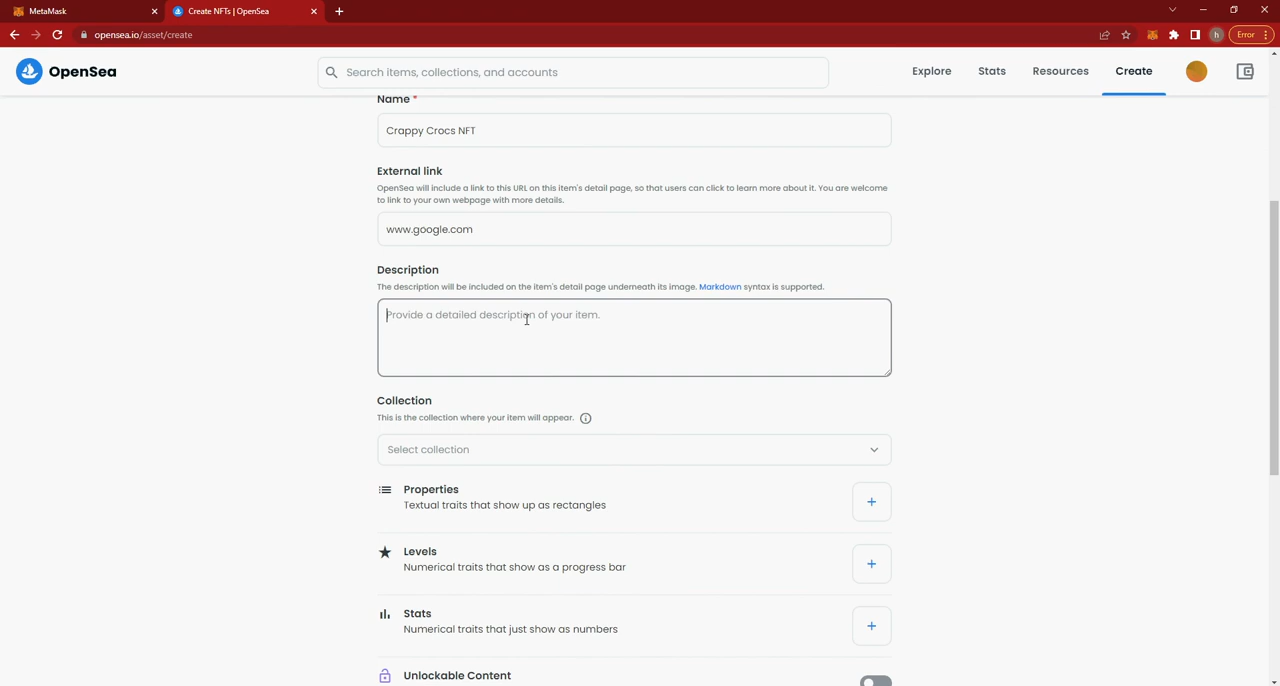 MetaMask
Create NFTs | OpenSea
opensea.io/asset/create
h
Error
OpenSea
Search items, collections, and accounts
Explore
Stats
Resources
Create
Name *
Crappy Crocs NFT
External link
OpenSea will include a link to this URL on this item's detail page, so that users can click to learn more about it. You are welcome
to link to your own webpage with more details.
www.google.com
Description
The description will be included on the item's detail page underneath its image. Markdown syntax is supported.
Provide a detailed description of your item.
Collection
This is the collection where your item will appear.
Select collection
Properties
Textual traits that show up as rectangles
Levels
Numerical traits that show as a progress bar
Stats
Numerical traits that just show as numbers
Unlockable Content